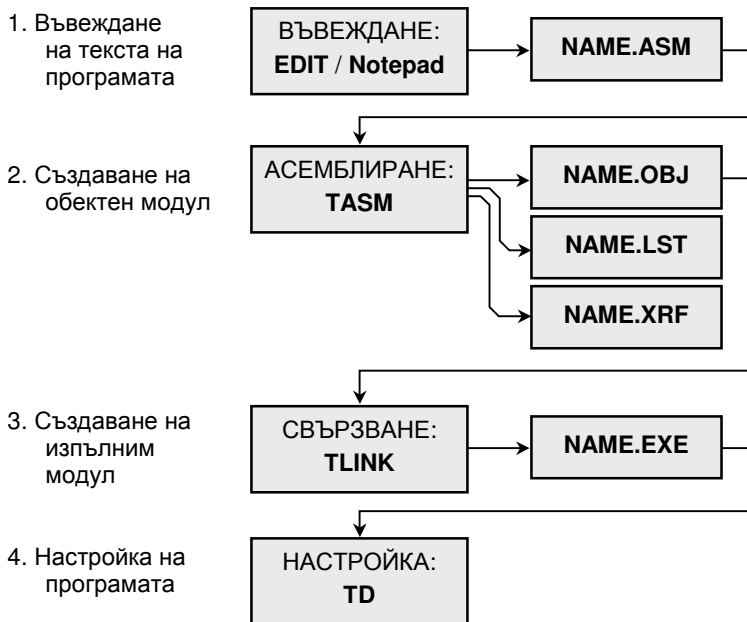 1. Въвеждане
на текста на
програмата
ВЪВЕЖДАНЕ:
EDIT / Notepad
NAME.ASM
2. Създаване на
обектен модул
АСЕМБЛИРАНЕ:
TASM
NAME.OBJ
NAME.LST
NAME.XRF
3. Създаване на
изпълним
модул
СВЪРЗВАНЕ:
TLINK
NAME.EXE
4. Настройка на
програмата
НАСТРОЙКА:
TD